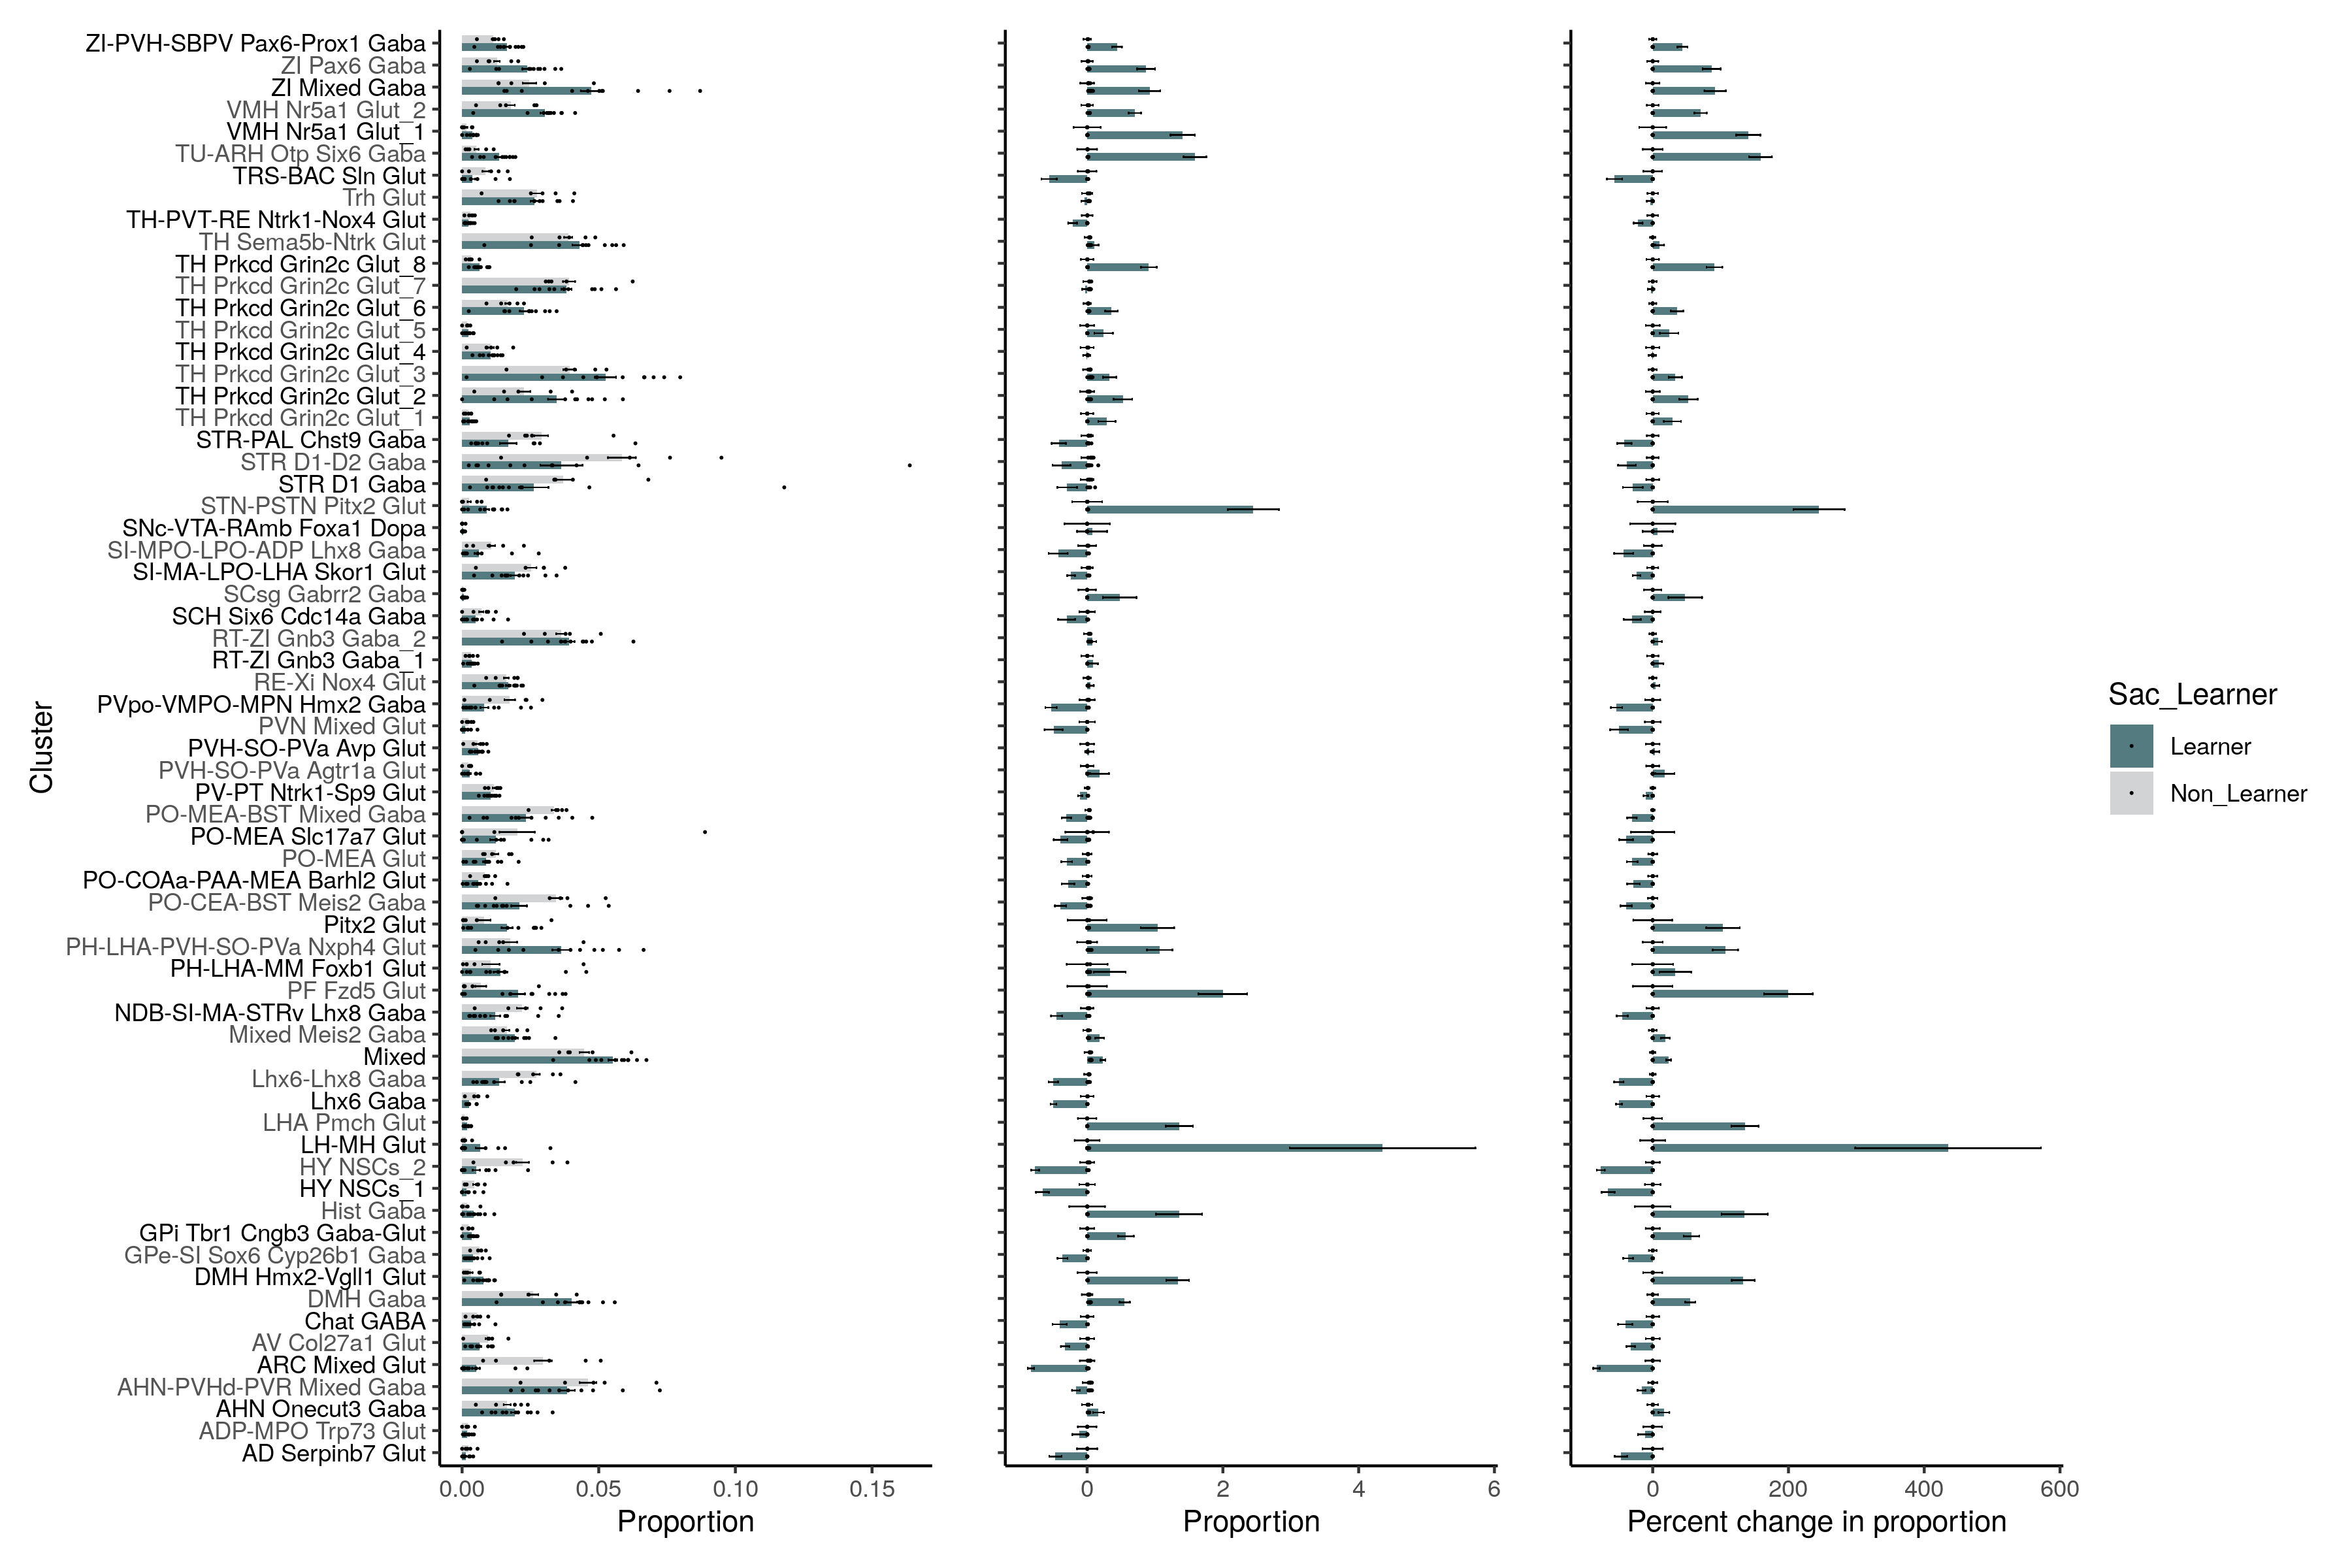 ZI-PVH-SBPV Pax6-Prox1 Gaba
ZI Pax6 Gaba
ZI Mixed Gaba
VMH Nr5a1 Glut_2
VMH Nr5a1 Glut_1
TU-ARH Otp Six6 Gaba
TRS-BAC Sln Glut
Trh Glut
TH-PVT-RE Ntrk1-Nox4 Glut
TH Sema5b-Ntrk Glut
TH Prkcd Grin2c Glut_8
TH Prkcd Grin2c Glut_7
TH Prkcd Grin2c Glut_6
TH Prkcd Grin2c Glut_5
TH Prkcd Grin2c Glut_4
TH Prkcd Grin2c Glut_3
TH Prkcd Grin2c Glut_2
TH Prkcd Grin2c Glut_1
STR-PAL Chst9 Gaba
STR D1-D2 Gaba
STR D1 Gaba
STN-PSTN Pitx2 Glut
SNc-VTA-RAmb Foxa1 Dopa
SI-MPO-LPO-ADP Lhx8 Gaba
SI-MA-LPO-LHA Skor1 Glut
SCsg Gabrr2 Gaba
SCH Six6 Cdc14a Gaba
RT-ZI Gnb3 Gaba_2
RT-ZI Gnb3 Gaba_1
RE-Xi Nox4 Glut
PVpo-VMPO-MPN Hmx2 Gaba
PVN Mixed Glut
PVH-SO-PVa Avp Glut
PVH-SO-PVa Agtr1a Glut
PV-PT Ntrk1-Sp9 Glut
PO-MEA-BST Mixed Gaba
PO-MEA Slc17a7 Glut
PO-MEA Glut
PO-COAa-PAA-MEA Barhl2 Glut
PO-CEA-BST Meis2 Gaba
Pitx2 Glut
PH-LHA-PVH-SO-PVa Nxph4 Glut
PH-LHA-MM Foxb1 Glut
PF Fzd5 Glut
NDB-SI-MA-STRv Lhx8 Gaba
Mixed Meis2 Gaba
Mixed
Lhx6-Lhx8 Gaba
Lhx6 Gaba
LHA Pmch Glut
LH-MH Glut
HY NSCs_2
HY NSCs_1
Hist Gaba
GPi Tbr1 Cngb3 Gaba-Glut
GPe-SI Sox6 Cyp26b1 Gaba
DMH Hmx2-Vgll1 Glut
DMH Gaba
Chat GABA
AV Col27a1 Glut
ARC Mixed Glut
AHN-PVHd-PVR Mixed Gaba
AHN Onecut3 Gaba
ADP-MPO Trp73 Glut
AD Serpinb7 Glut
Cluster
0.00 0.05 0.10 0.15
Proportion
0 2 4 6
Proportion
0 200 400 600
Percent change in proportion
Sac_Learner
Learner
Non_Learner